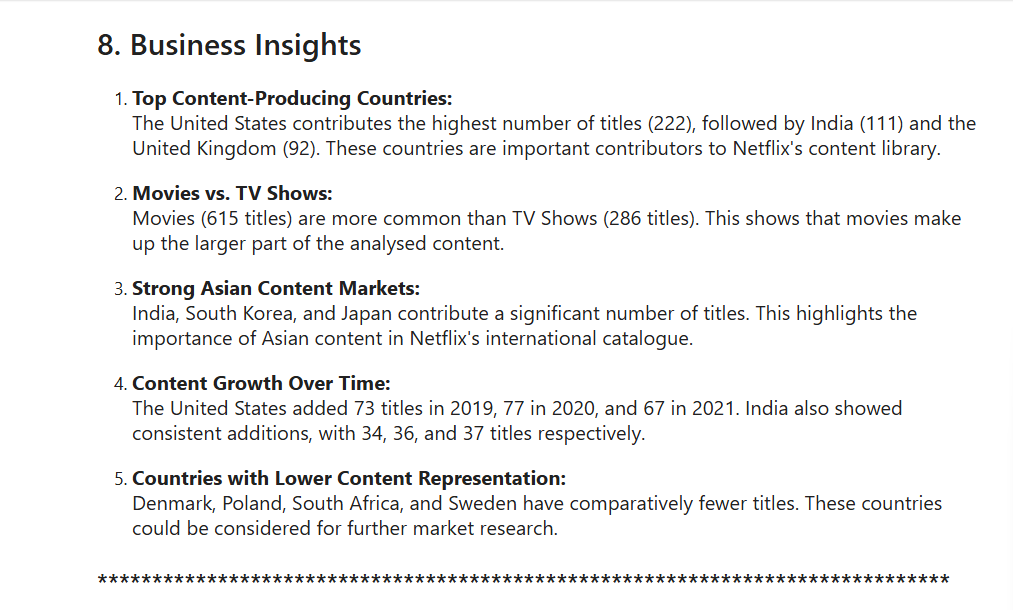 8. Business Insights
1. Top Content-Producing Countries:
The United States contributes the highest number of titles (222), followed by India (111) and the
United Kingdom (92). These countries are important contributors to Netflix's content library.
2. Movies vs. TV Shows:
Movies (615 titles) are more common than TV Shows (286 titles). This shows that movies make
up the larger part of the analysed content.
3. Strong Asian Content Markets:
India, South Korea, and Japan contribute a significant number of titles. This highlights the
importance of Asian content in Netflix's international catalogue.
4. Content Growth Over Time:
The United States added 73 titles in 2019, 77 in 2020, and 67 in 2021. India also showed
consistent additions, with 34, 36, and 37 titles respectively.
5. Countries with Lower Content Representation:
Denmark, Poland, South Africa, and Sweden have comparatively fewer titles. These countries
could be considered for further market research.
******************************************************************************